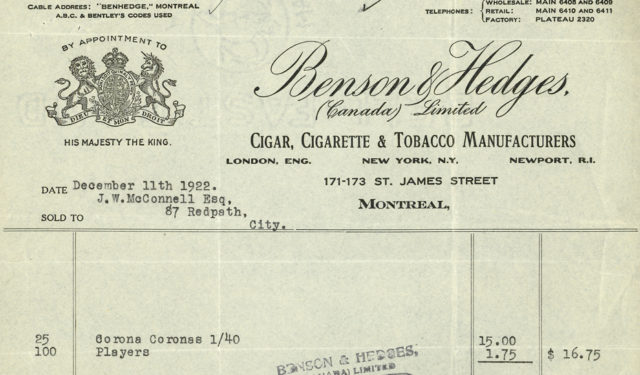 CABLE ADDRESS: "BENHEDGE," MONTREAL
A.B.C. & BENTLEY'S CODES USED
TELEPHONES:
WHOLESALE: MAIN 6408 AND 6409
RETAIL: MAIN 6410 AND 6411
FACTORY: PLATEAU 2320
BY APPOINTMENT TO
DIEU ET MON DROIT
HIS MAJESTY THE KING.
Benson & Hedges,
(Canada) Limited
CIGAR, CIGARETTE & TOBACCO MANUFACTURERS
LONDON, ENG. NEW YORK, N.Y. NEWPORT, R.I.
171-173 ST. JAMES STREET
MONTREAL,
DATE December 11th 1922.
SOLD TO J.W.McConnell Esq,
87 Redpath,
City.
25 Corona Coronas 1/40 15.00
100 Players 1.75 $ 16.75
BENSON & HEDGES,
LIMITED